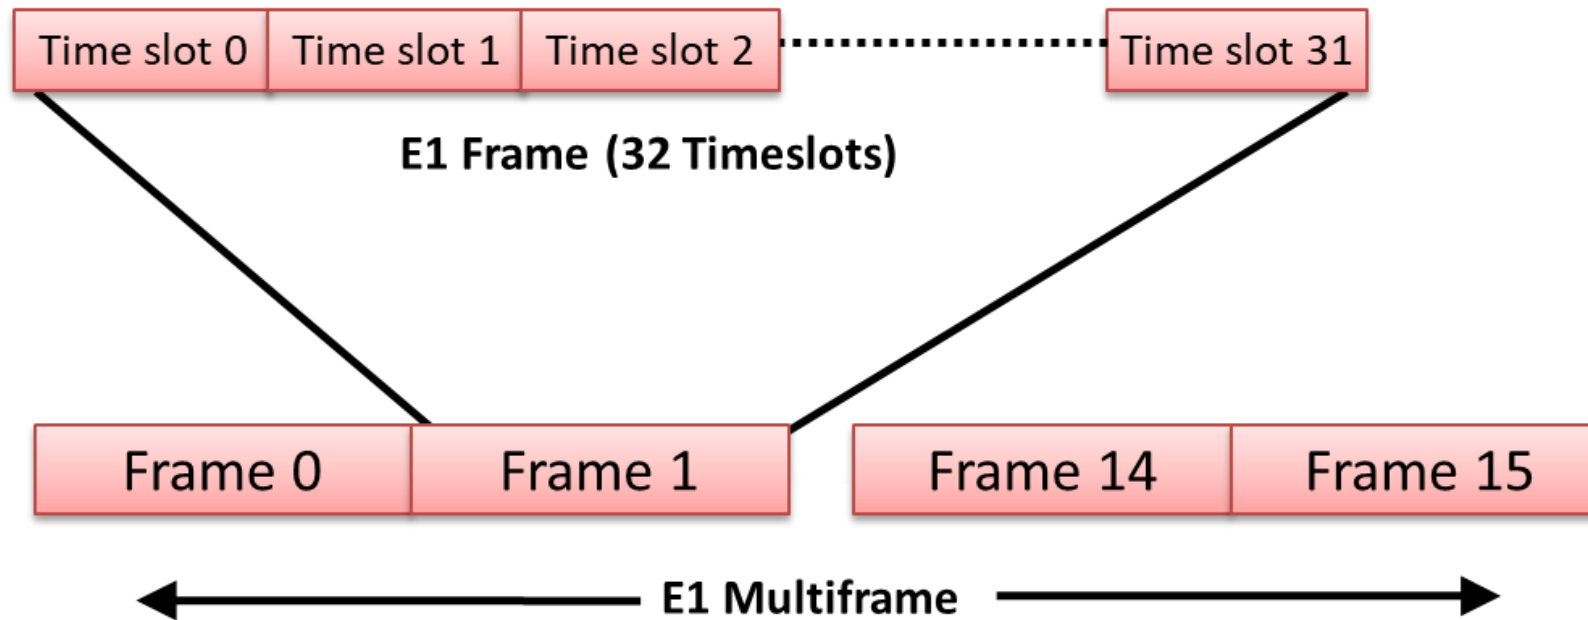 Time slot 0 Time slot 1 Time slot 2 Time slot 31
E1 Frame (32 Timeslots)
Frame 0 Frame 1 Frame 14 Frame 15
E1 Multiframe